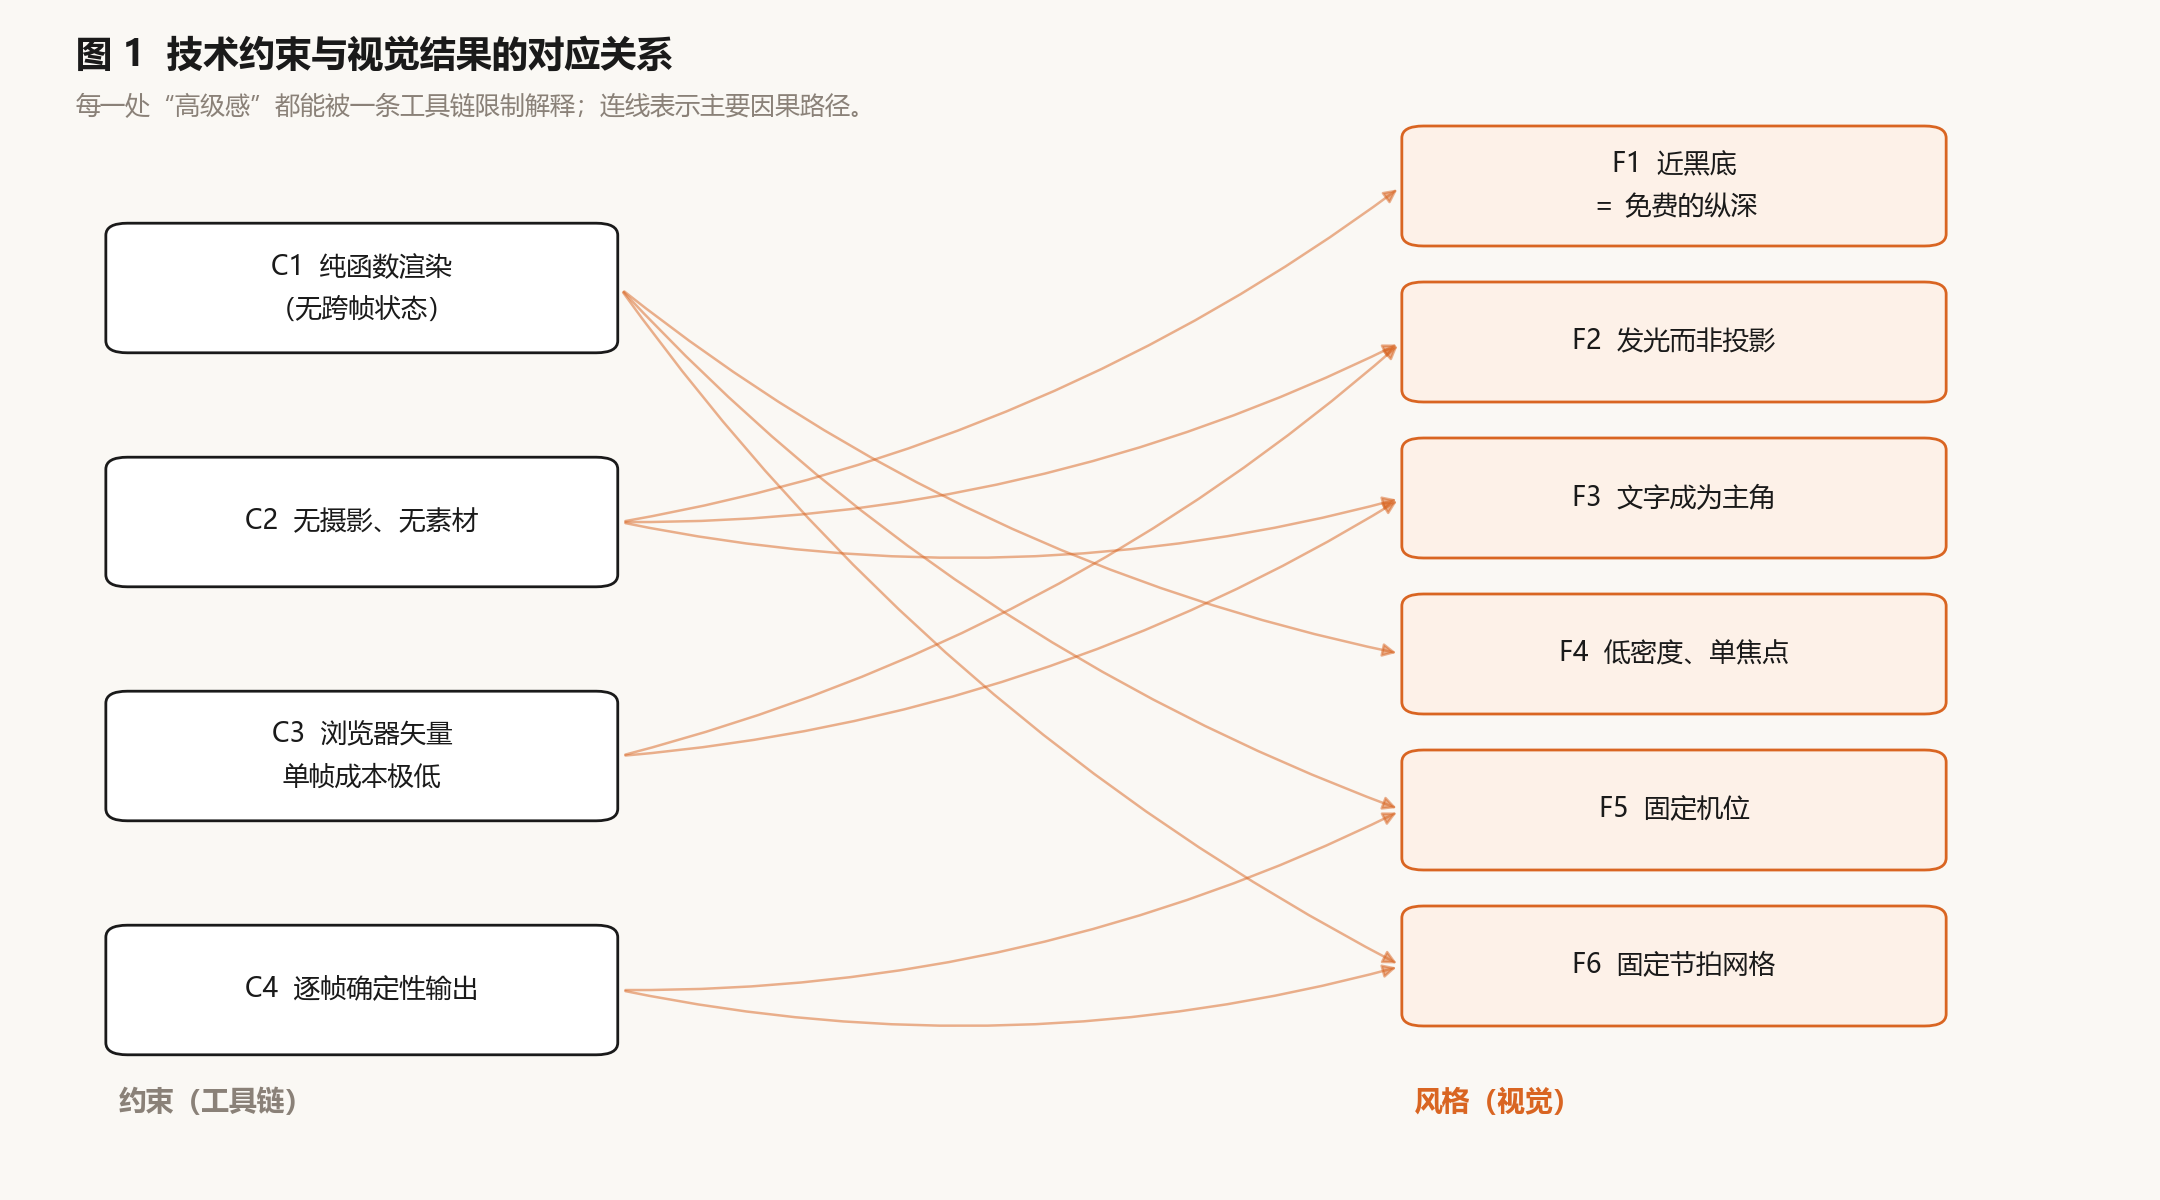 图 1 技术约束与视觉结果的对应关系
每一处“高级感”都能被一条工具链限制解释；连线表示主要因果路径。
C1 纯函数渲染
（无跨帧状态）
C2 无摄影、无素材
C3 浏览器矢量
单帧成本极低
C4 逐帧确定性输出
约束（工具链）
F1 近黑底
= 免费的纵深
F2 发光而非投影
F3 文字成为主角
F4 低密度、单焦点
F5 固定机位
F6 固定节拍网格
风格（视觉）